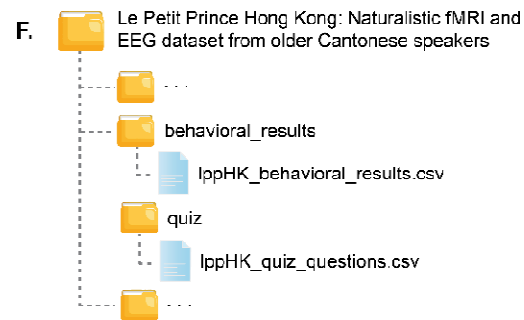 F.
Le Petit Prince Hong Kong: Naturalistic fMRI and
EEG dataset from older Cantonese speakers
. . .
behavioral_results
lppHK_behavioral_results.csv
quiz
lppHK_quiz_questions.csv
. . .